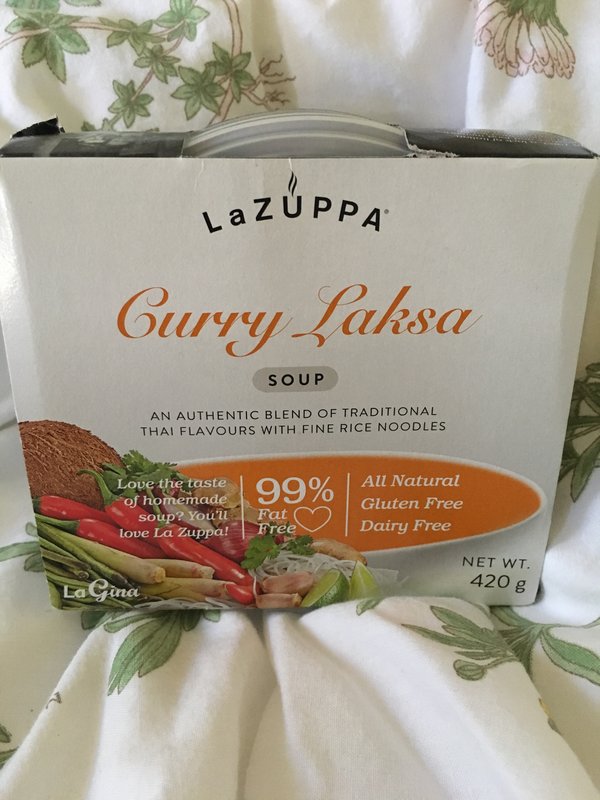 LaZUPPA®
Curry Laksa
SOUP
AN AUTHENTIC BLEND OF TRADITIONAL
THAI FLAVOURS WITH FINE RICE NOODLES
Love the taste
of homemade
soup? You'll
love La Zuppa!
99%
Fat
Free
All Natural
Gluten Free
Dairy Free
NET WT.
420 g
La Gina